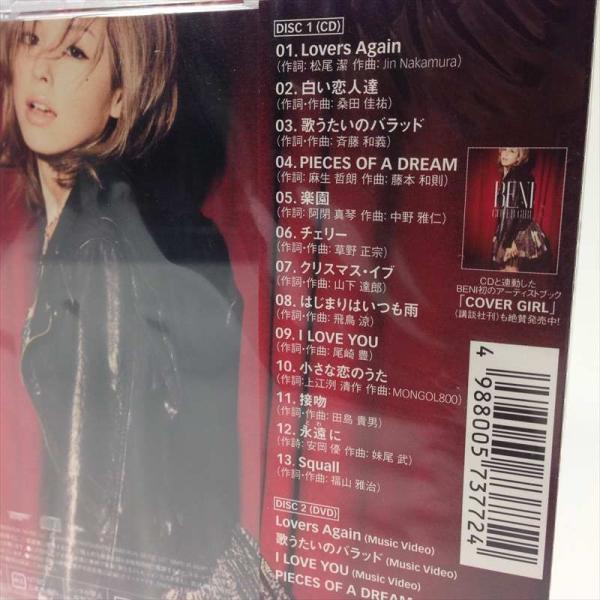 DISC 1 (CD)
01. Lovers Again
(作詞: 松尾 潔 作曲: Jin Nakamura)
02. 白い恋人達
(作詞・作曲: 桑田 佳祐)
03. 歌うたいのバラッド
(作詞・作曲: 斉藤 和義)
04. PIECES OF A DREAM
(作詞: 麻生 哲朗 作曲: 藤本 和則)
05. 楽園
(作詞: 阿閉 真琴 作曲: 中野 雅仁)
06. チェリー
(作詞・作曲: 草野 正宗)
07. クリスマス・イブ
(作詞・作曲: 山下 達郎)
08. はじまりはいつも雨
(作詞・作曲: 飛鳥 涼)
09. I LOVE YOU
(作詞・作曲: 尾崎 豊)
10. 小さな恋のうた
(作詞:上江洌 清作 作曲: MONGOL800)
11. 接吻
(作詞・作曲: 田島 貴男)
12. 永遠に
(作詩: 安岡 優 作曲: 妹尾 武)
13. Squall
(作詞・作曲: 福山 雅治)
DISC 2 (DVD)
Lovers Again (Music Video)
歌うたいのバラッド (Music Video)
I LOVE YOU (Music Video)
PIECES OF A DREAM
BENI
COVER GIRL
CDと連動した
BENI初のアーティストブック
「COVER GIRL」
(講談社刊)も絶賛発売中!
4 988005 737724